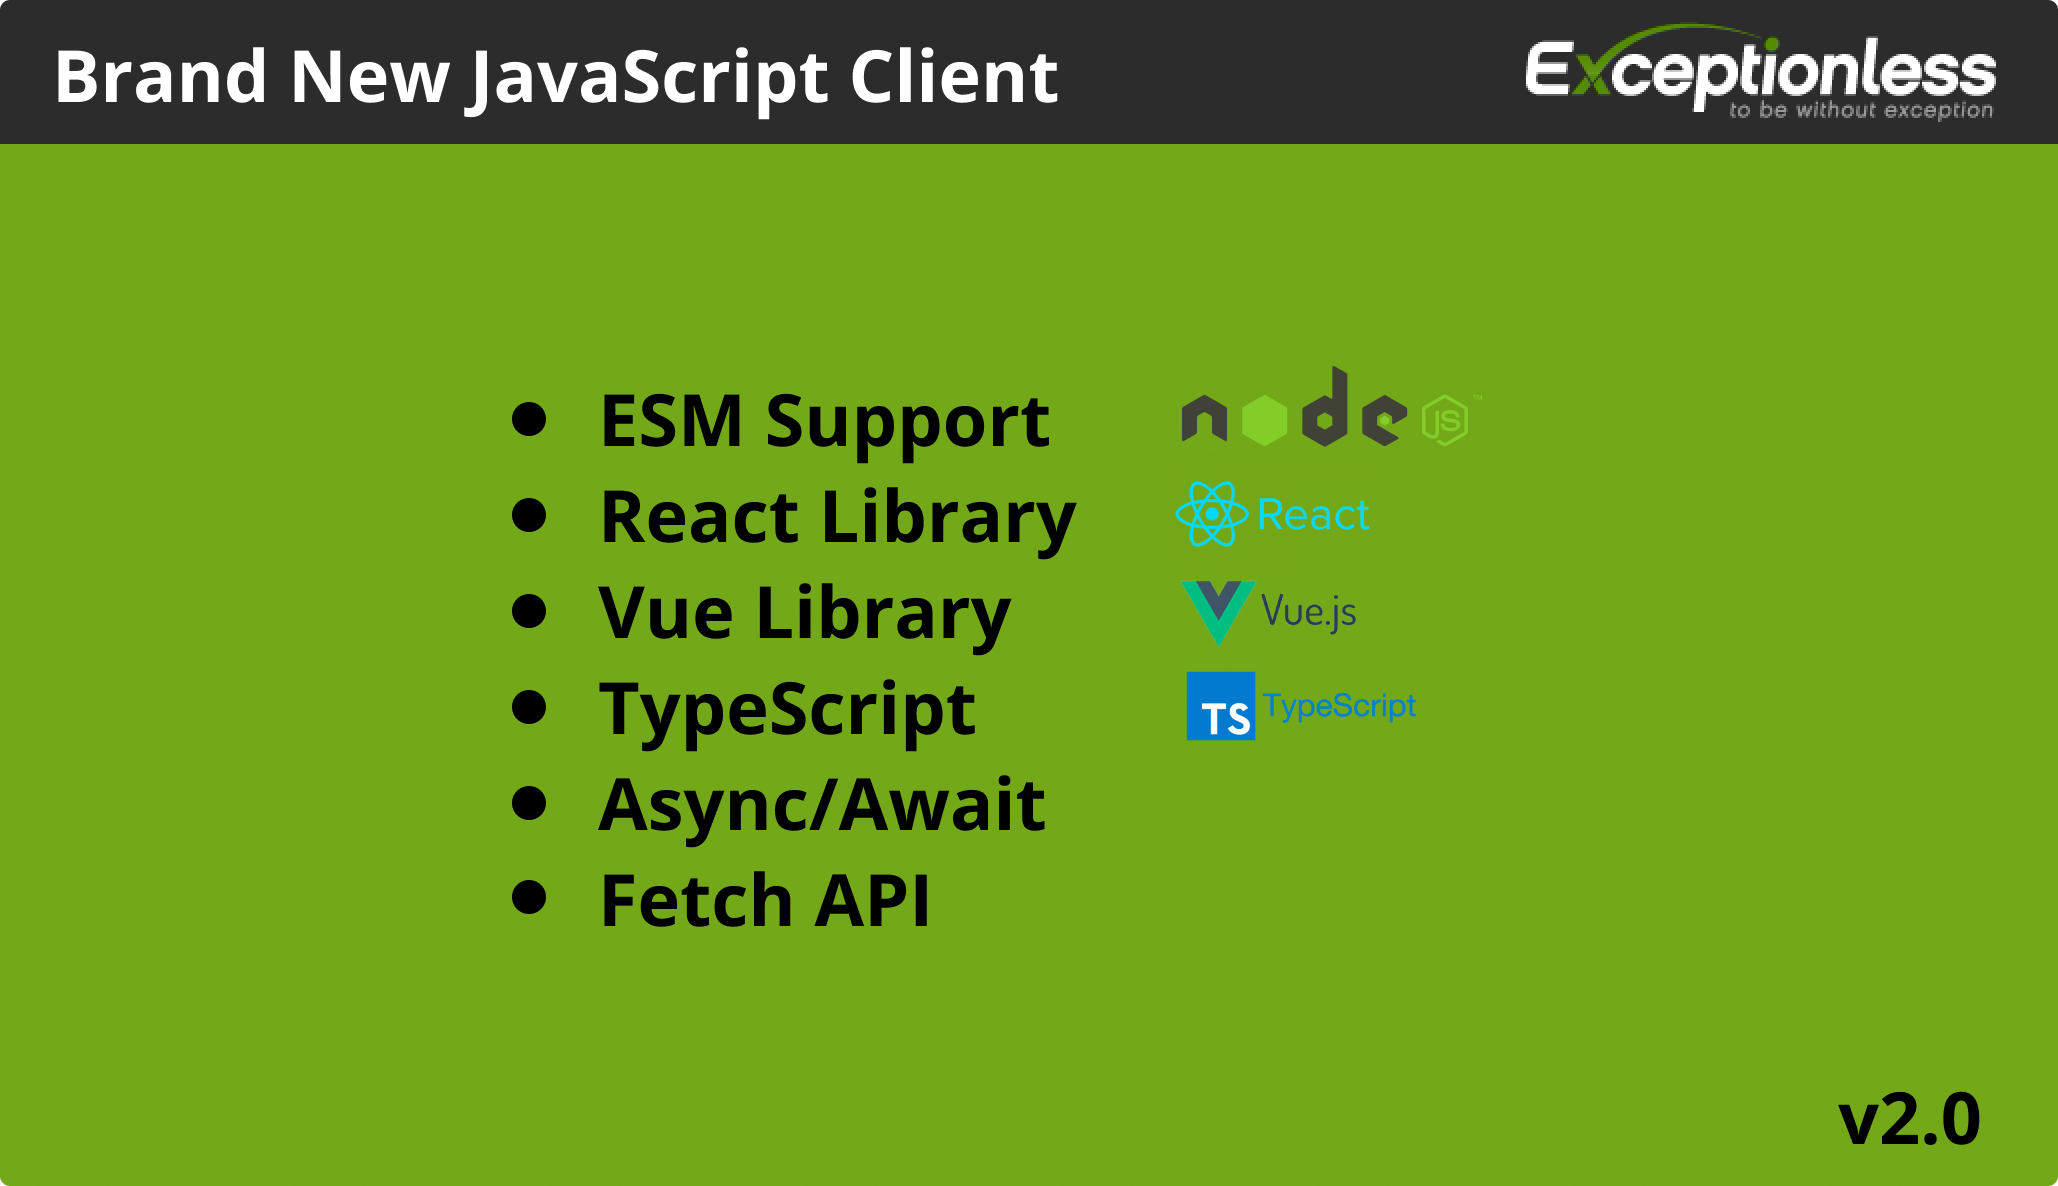 Brand New JavaScript Client
Exceptionless
to be without exception
● ESM Support
node JS ™
● React Library
React
● Vue Library
Vue.js
● TypeScript
TS TypeScript
● Async/Await
● Fetch API
v2.0